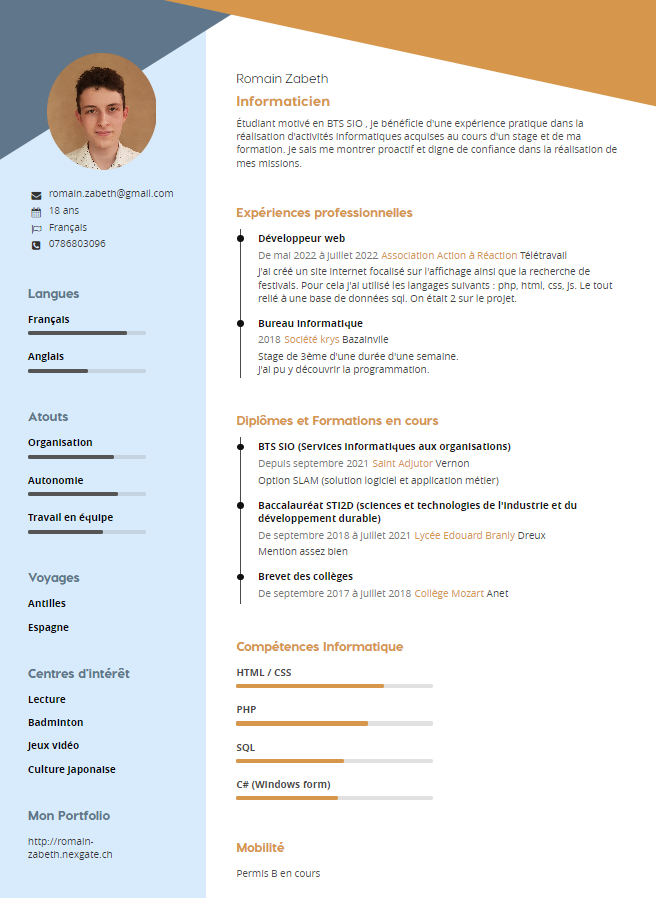 romain.zabeth@gmail.com
18 ans
Français
0786803096
Langues
Français
Anglais
Atouts
Organisation
Autonomie
Travail en équipe
Voyages
Antilles
Espagne
Centres d'intérêt
Lecture
Badminton
Jeux vidéo
Culture japonaise
Mon Portfolio
http://romain-
zabeth.nexgate.ch
Romain Zabeth
Informaticien
Étudiant motivé en BTS SIO , je bénéficie d'une expérience pratique dans la
réalisation d'activités informatiques acquises au cours d'un stage et de ma
formation. Je sais me montrer proactif et digne de confiance dans la réalisation de
mes missions.
Expériences professionnelles
Développeur web
De mai 2022 à juillet 2022 Association Action à Réaction Télétravail
J'ai créé un site internet focalisé sur l'affichage ainsi que la recherche de
festivals. Pour cela j'ai utilisé les langages suivants : php, html, css, js. Le tout
relié à une base de données sql. On était 2 sur le projet.
Bureau informatique
2018 Société krys Bazainvile
Stage de 3ème d'une durée d'une semaine.
J'ai pu y découvrir la programmation.
Diplômes et Formations en cours
BTS SIO (Services informatiques aux organisations)
Depuis septembre 2021 Saint Adjutor Vernon
Option SLAM (solution logiciel et application métier)
Baccalauréat STI2D (sciences et technologies de l'industrie et du
développement durable)
De septembre 2018 à juillet 2021 Lycée Edouard Branly Dreux
Mention assez bien
Brevet des collèges
De septembre 2017 à juillet 2018 Collège Mozart Anet
Compétences Informatique
HTML / CSS
PHP
SQL
C# (Windows form)
Mobilité
Permis B en cours